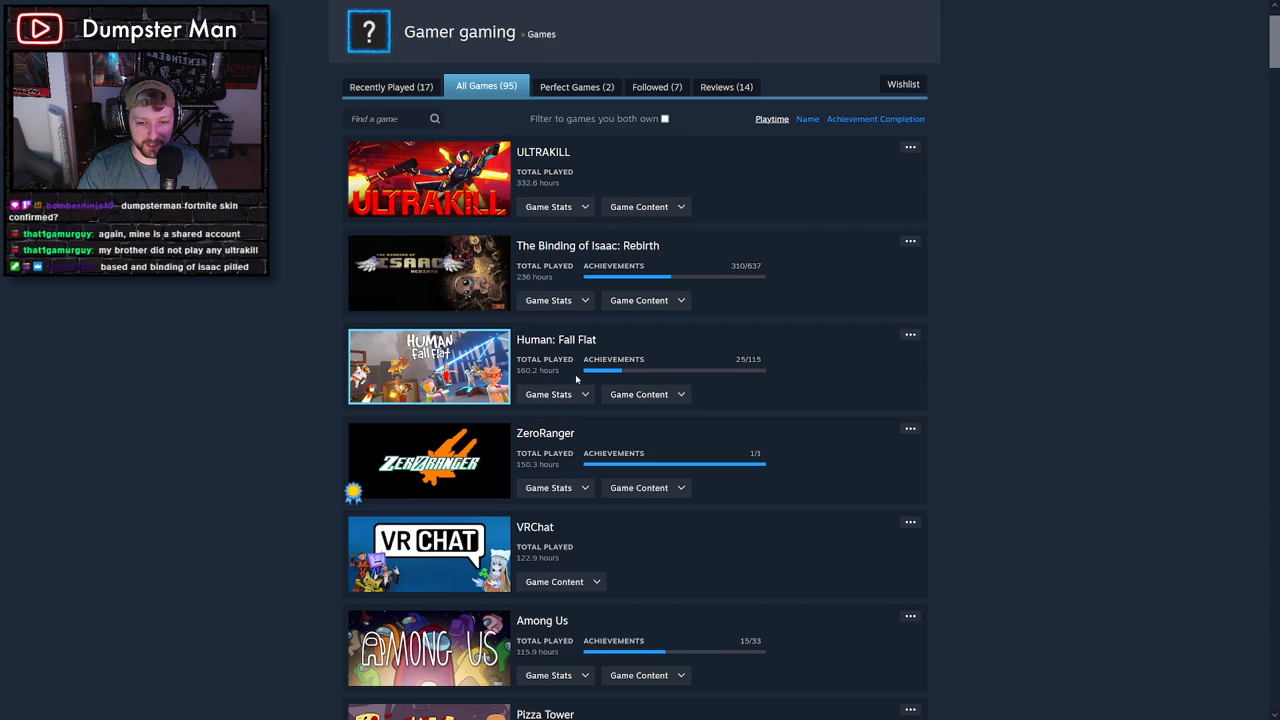 Dumpster Man
bomberninja10- dumpsterman fortnite skin
confirmed?
that1gamurguy: again, mine is a shared account
that1gamurguy: my brother did not play any ultrakill
based and binding of isaac pilled
?
Gamer gaming » Games
Recently Played (17)
All Games (95)
Perfect Games (2)
Followed (7)
Reviews (14)
Wishlist
Find a game
Filter to games you both own
Playtime
Name
Achievement Completion
ULTRAKILL
ULTRAKILL
TOTAL PLAYED
332.6 hours
Game Stats
Game Content
THE BINDING OF
ISAAC
REBIRTH
The Binding of Isaac: Rebirth
TOTAL PLAYED
236 hours
ACHIEVEMENTS
310/637
Game Stats
Game Content
HUMAN
fall flat
Human: Fall Flat
TOTAL PLAYED
160.2 hours
ACHIEVEMENTS
25/115
Game Stats
Game Content
ZERORANGER
ZeroRanger
TOTAL PLAYED
150.3 hours
ACHIEVEMENTS
1/1
Game Stats
Game Content
VRCHAT
VRChat
TOTAL PLAYED
122.9 hours
Game Content
AMONG US
Among Us
TOTAL PLAYED
115.9 hours
ACHIEVEMENTS
15/33
Game Stats
Game Content
Pizza Tower